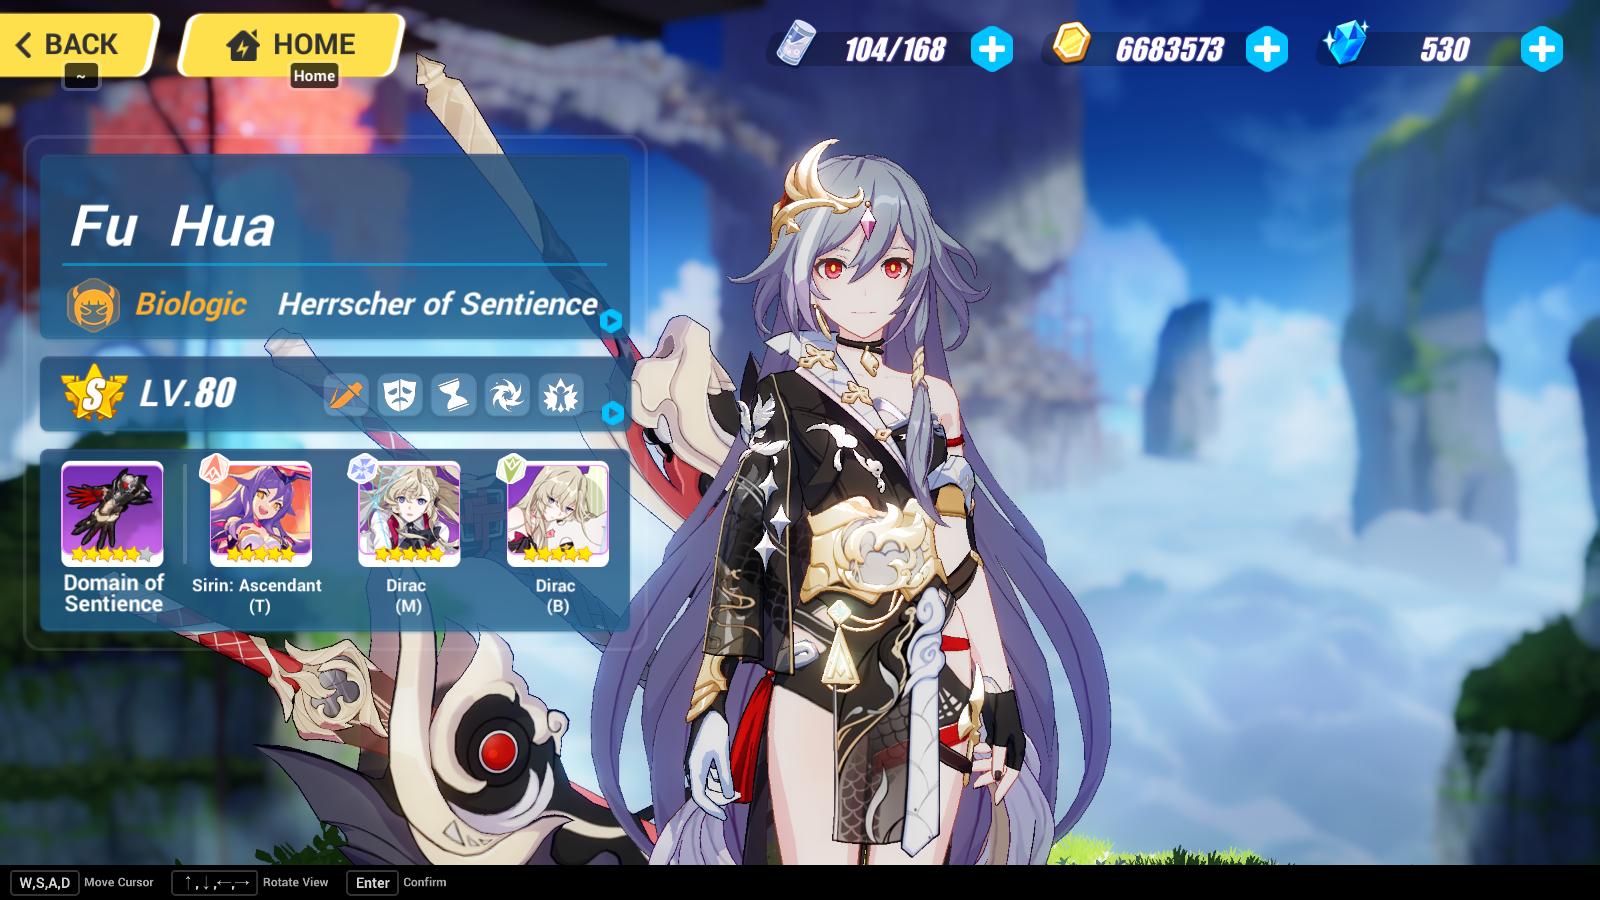 BACK
~
HOME
Home
104/168
6683573
530
Fu Hua
Biologic Herrscher of Sentience
S LV.80
Domain of
Sentience
Sirin: Ascendant
(T)
Dirac
(M)
Dirac
(B)
W,S,A,D Move Cursor ↑,↓,←,→ Rotate View Enter Confirm